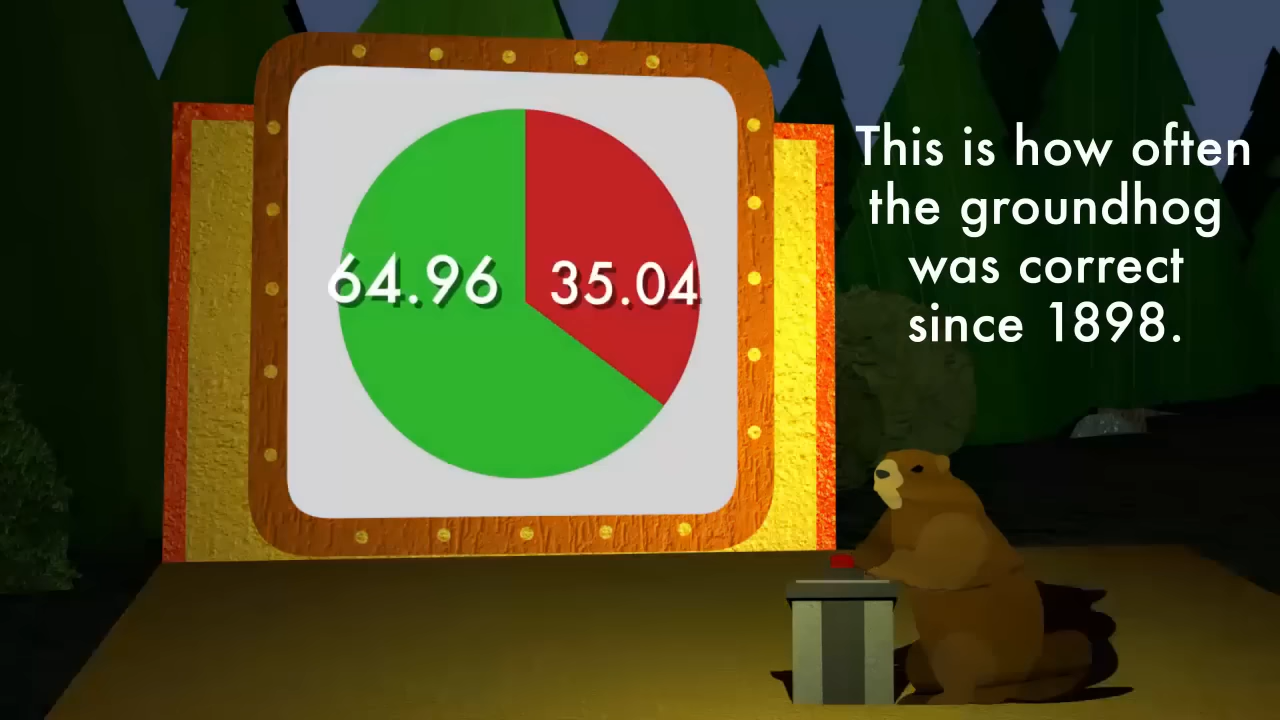 64.96 35.04
This is how often
the groundhog
was correct
since 1898.